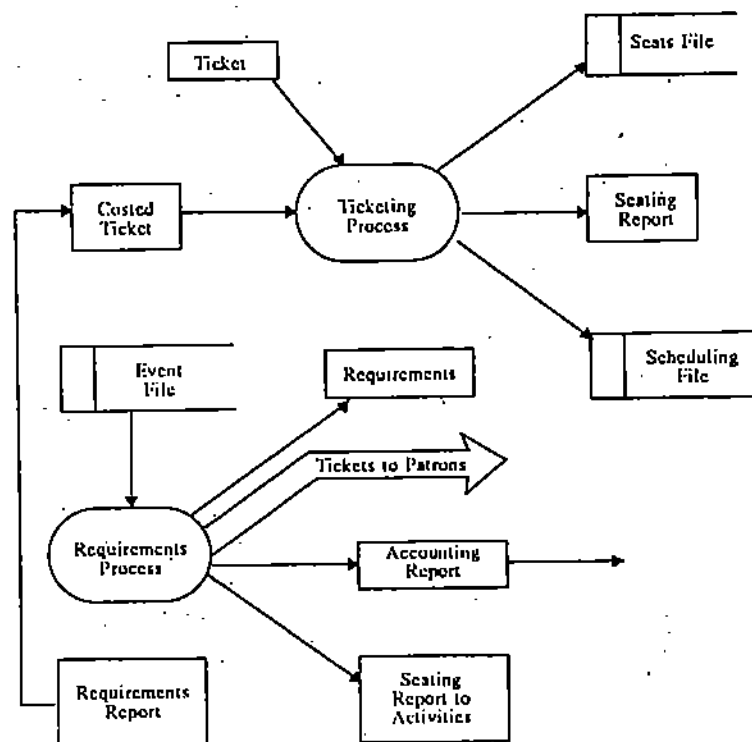 Ticket
Seats File
Costed
Ticket
Ticketing
Process
Seating
Report
Event
File
Requirements
Scheduling
File
Tickets to Patrons
Requirements
Process
Accounting
Report
Requirements
Report
Seating
Report to
Activities